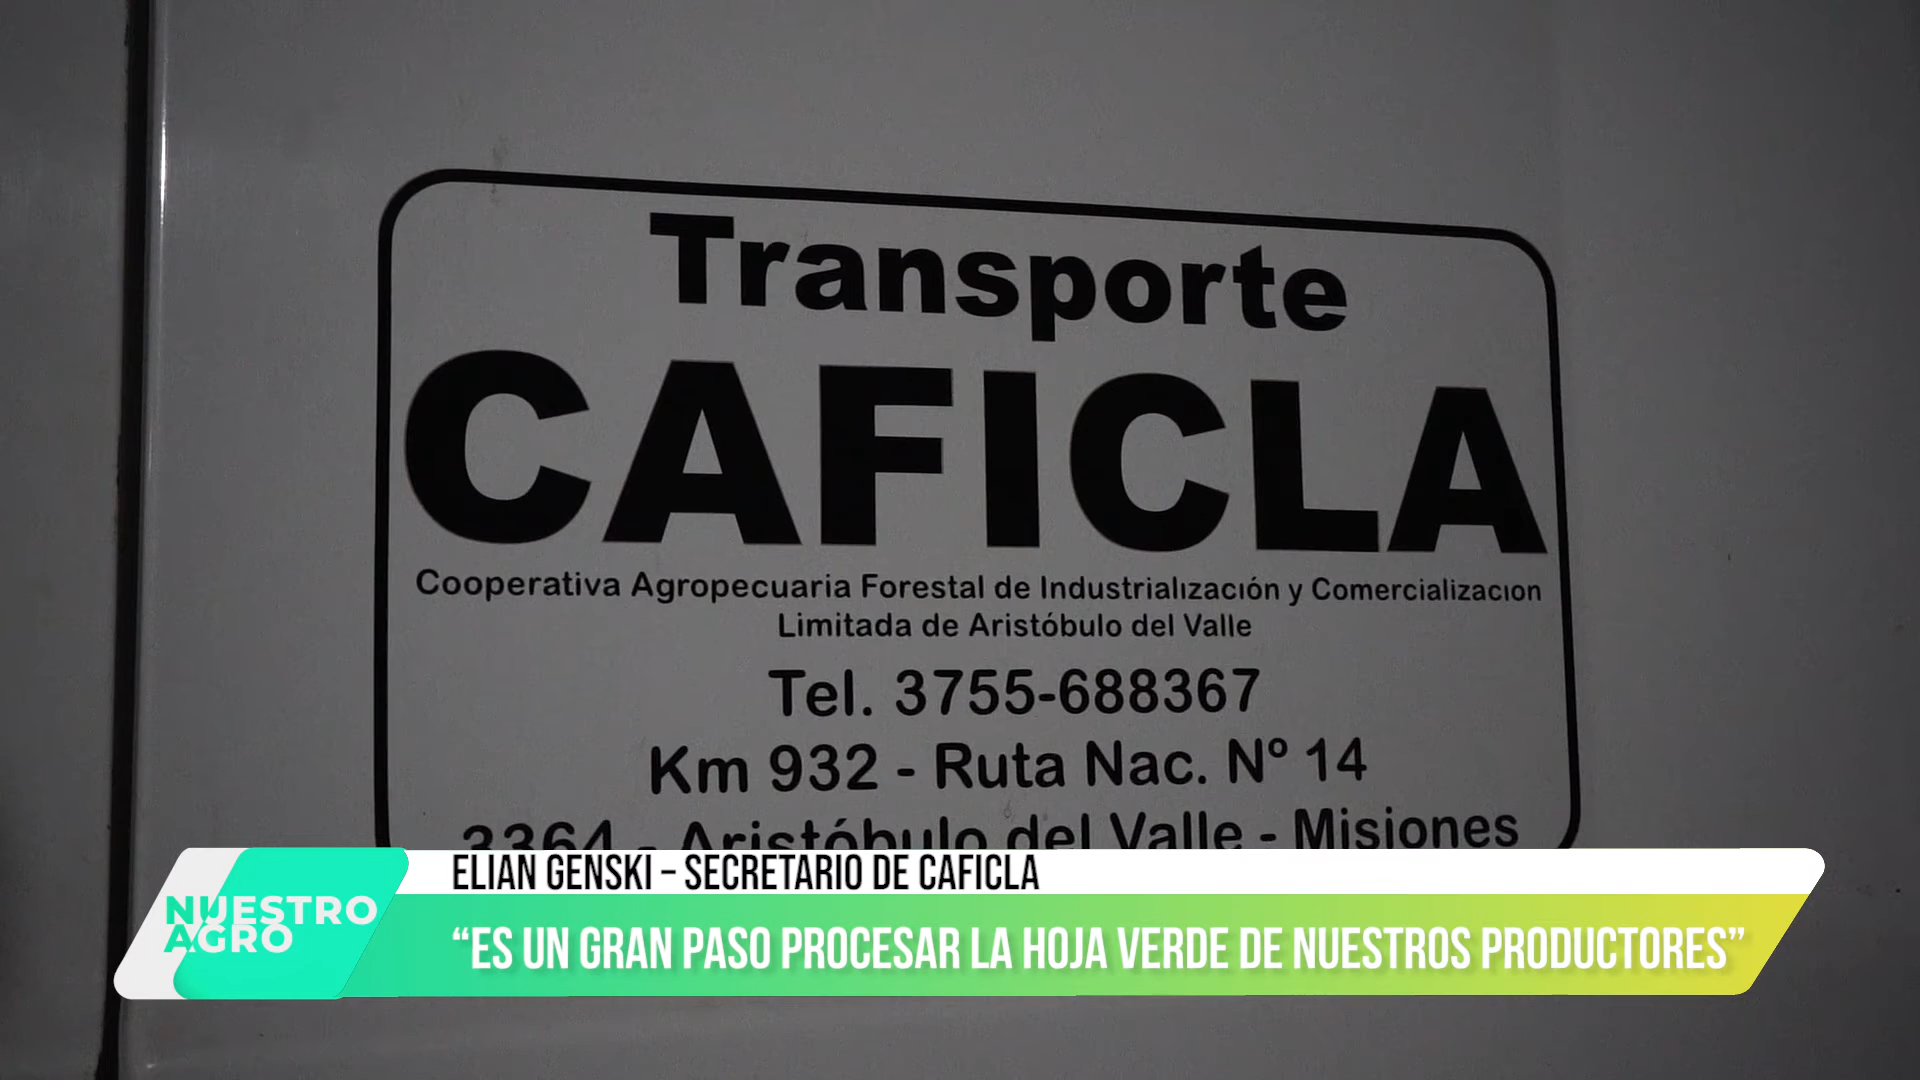 Transporte
CAFICLA
Cooperativa Agropecuaria Forestal de Industrialización y Comercializacion
Limitada de Aristóbulo del Valle
Tel. 3755-688367
Km 932 - Ruta Nac. Nº 14
3364 - Aristóbulo del Valle - Misiones
ELIAN GENSKI – SECRETARIO DE CAFICLA
NUESTRO
AGRO
“ES UN GRAN PASO PROCESAR LA HOJA VERDE DE NUESTROS PRODUCTORES”